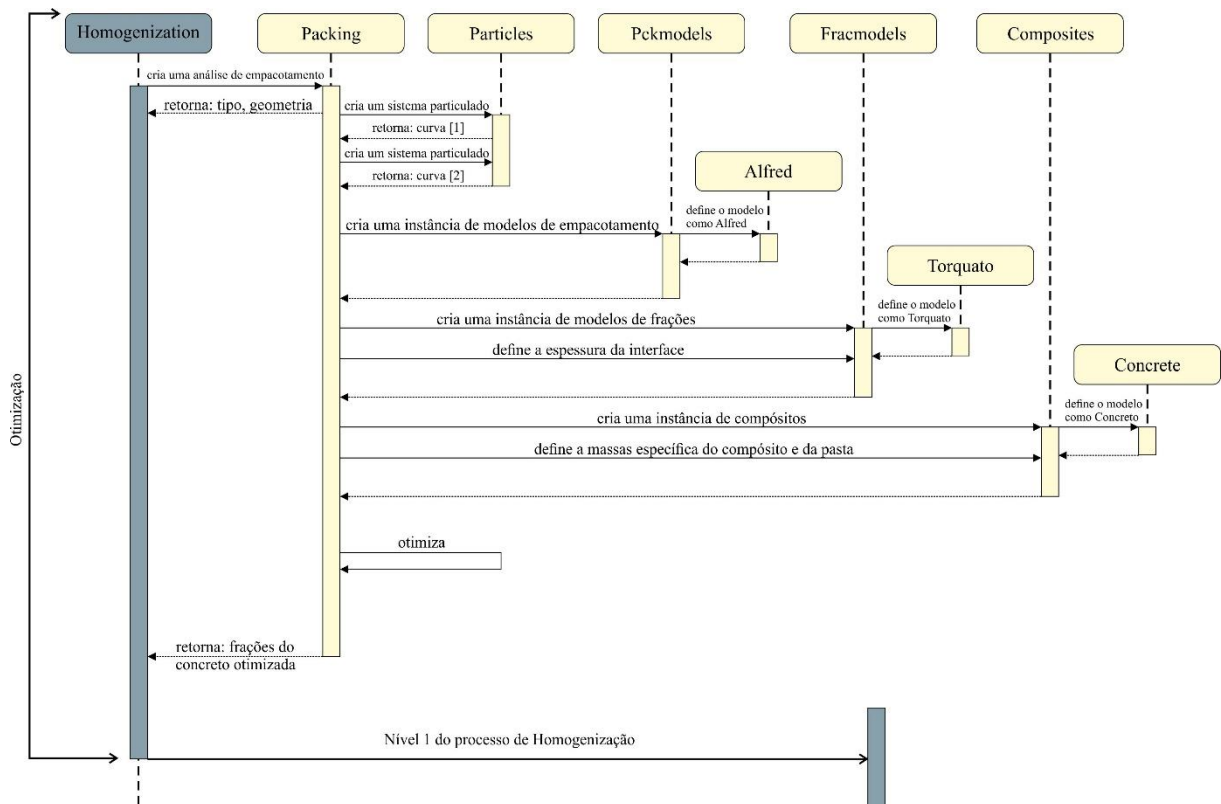 Homogenization
Packing
Particles
Pckmodels
Fracmodels
Composites
cria uma análise de empacotamento
retorna: tipo, geometria
cria um sistema particulado
retorna: curva [1]
cria um sistema particulado
retorna: curva [2]
Alfred
cria uma instância de modelos de empacotamento
define o modelo
como Alfred
Torquato
cria uma instância de modelos de frações
define o modelo
como Torquato
define a espessura da interface
Concrete
cria uma instância de compósitos
define o modelo
como Concreto
define a massas específica do compósito e da pasta
Otimização
otimiza
retorna: frações do
concreto otimizada
Nível 1 do processo de Homogenização